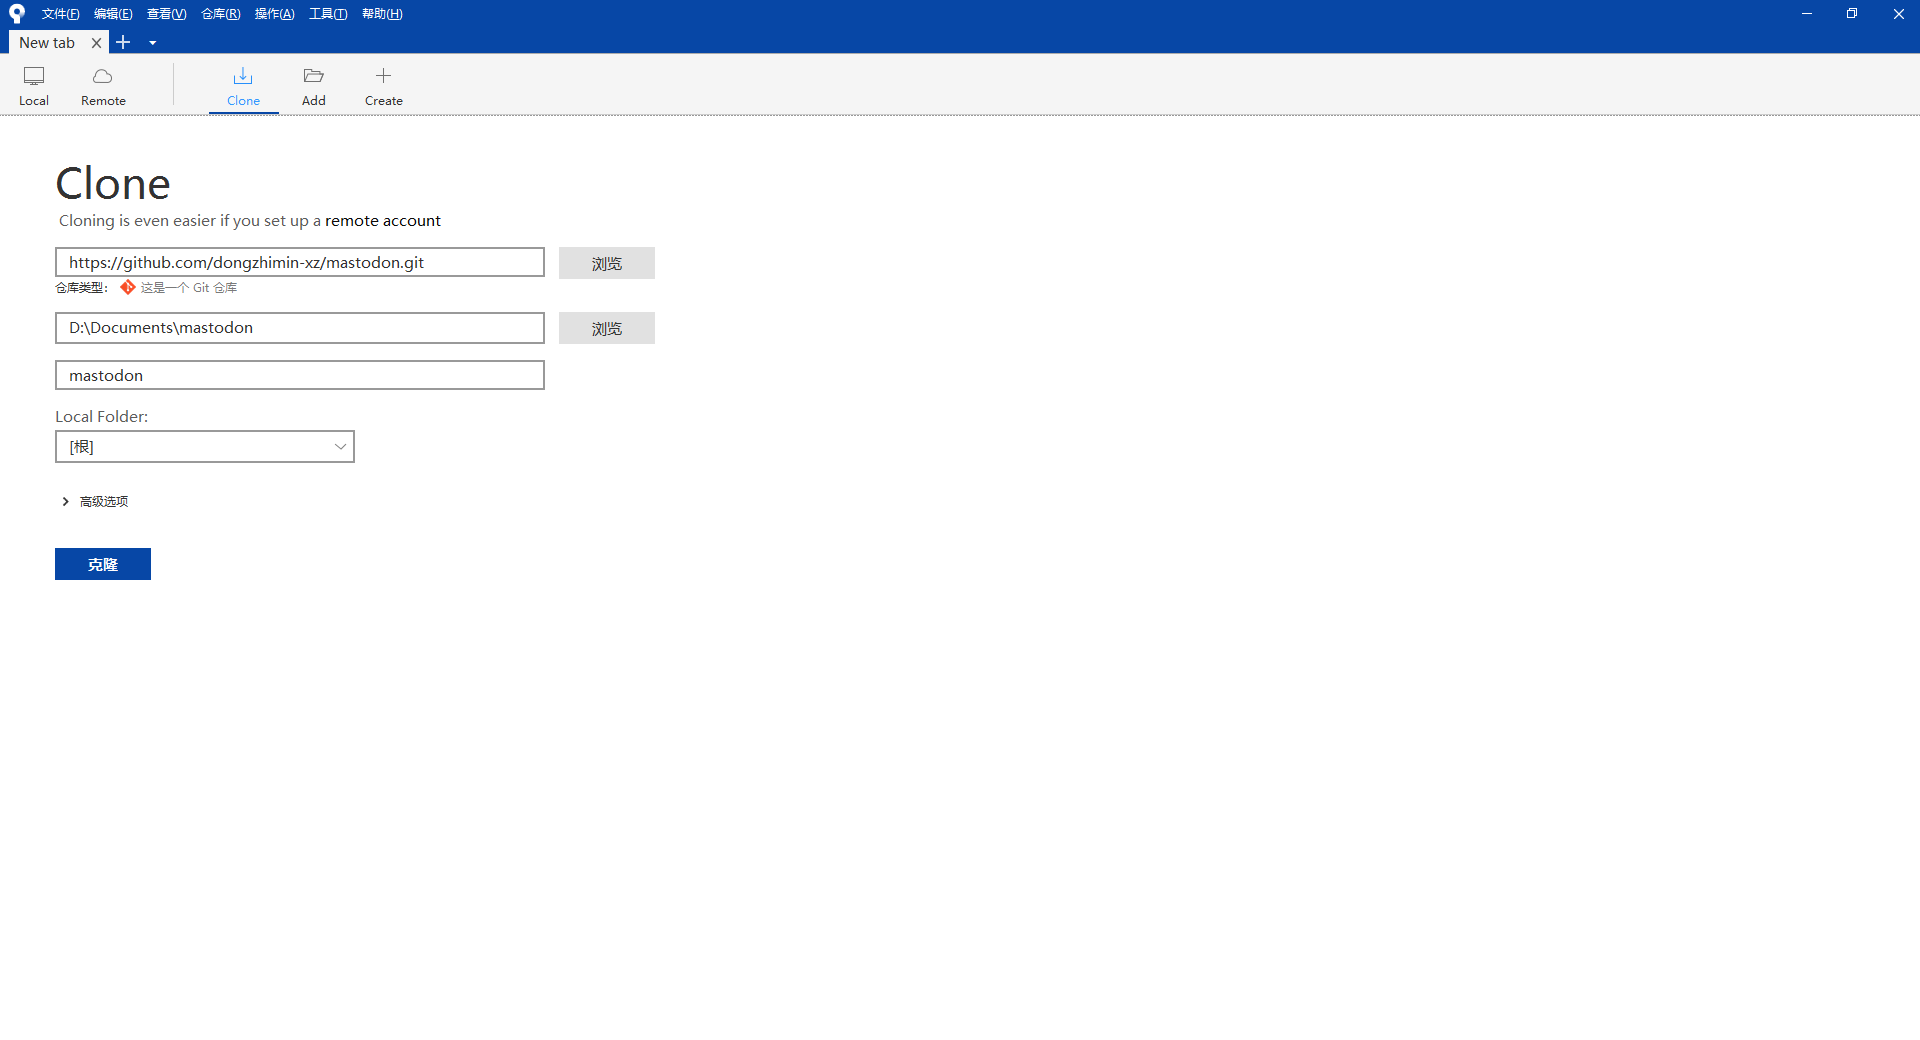 文件(F) 编辑(E) 查看(V) 仓库(R) 操作(A) 工具(T) 帮助(H)
New tab
Local Remote Clone Add Create
Clone
Cloning is even easier if you set up a remote account
https://github.com/dongzhimin-xz/mastodon.git 浏览
仓库类型: 这是一个 Git 仓库
D:\Documents\mastodon 浏览
mastodon
Local Folder:
[根]
高级选项
克隆